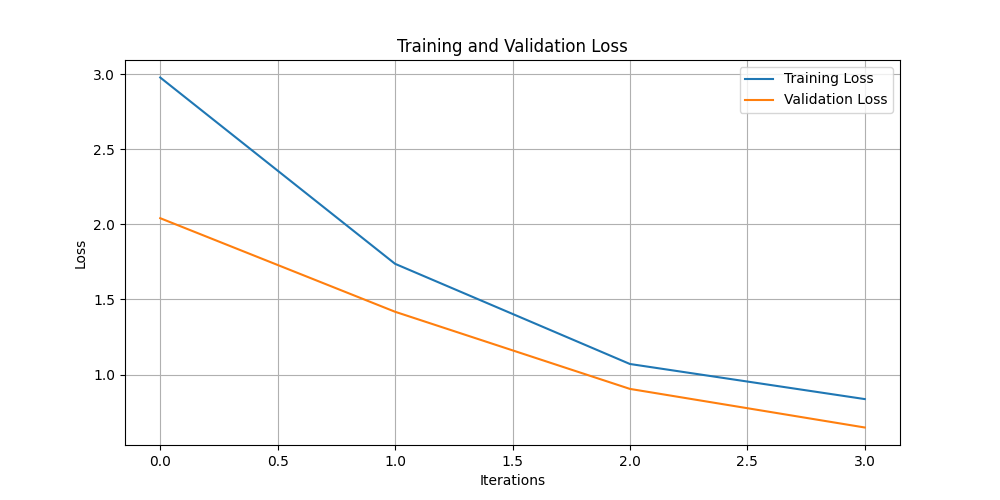 Training and Validation Loss
Training Loss
Validation Loss
3.0
2.5
2.0
1.5
1.0
Loss
0.0 0.5 1.0 1.5 2.0 2.5 3.0
Iterations